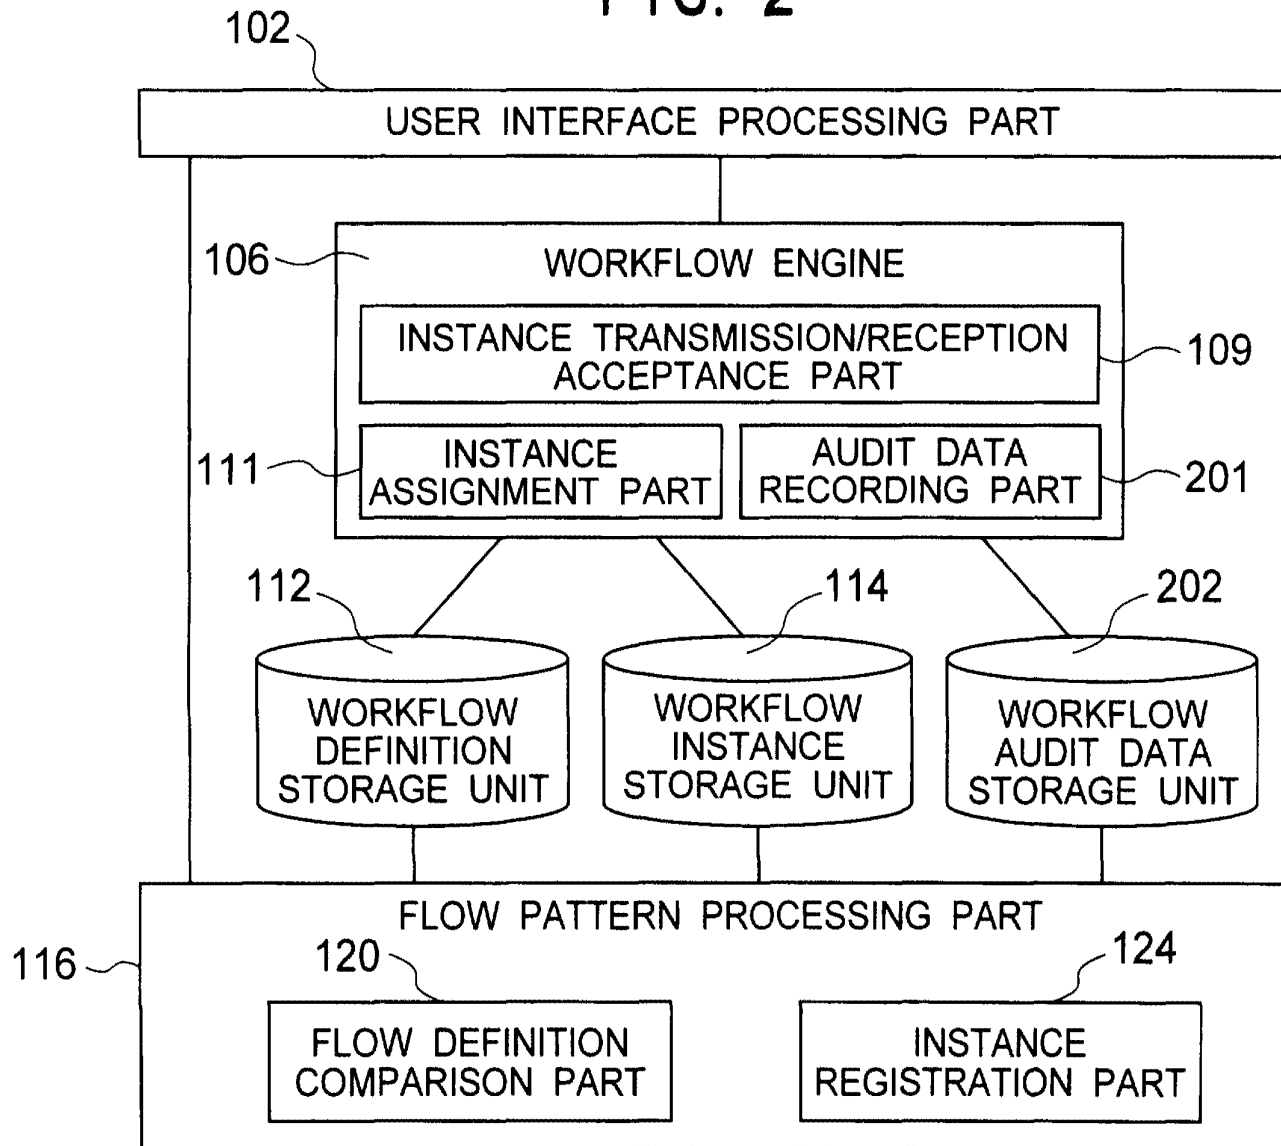 FIG. 2
102
USER INTERFACE PROCESSING PART
106
WORKFLOW ENGINE
INSTANCE TRANSMISSION/RECEPTION
ACCEPTANCE PART
109
111
INSTANCE
ASSIGNMENT PART
AUDIT DATA
RECORDING PART
201
112
114
202
WORKFLOW
DEFINITION
STORAGE UNIT
WORKFLOW
INSTANCE
STORAGE UNIT
WORKFLOW
AUDIT DATA
STORAGE UNIT
FLOW PATTERN PROCESSING PART
116
120
124
FLOW DEFINITION
COMPARISON PART
INSTANCE
REGISTRATION PART